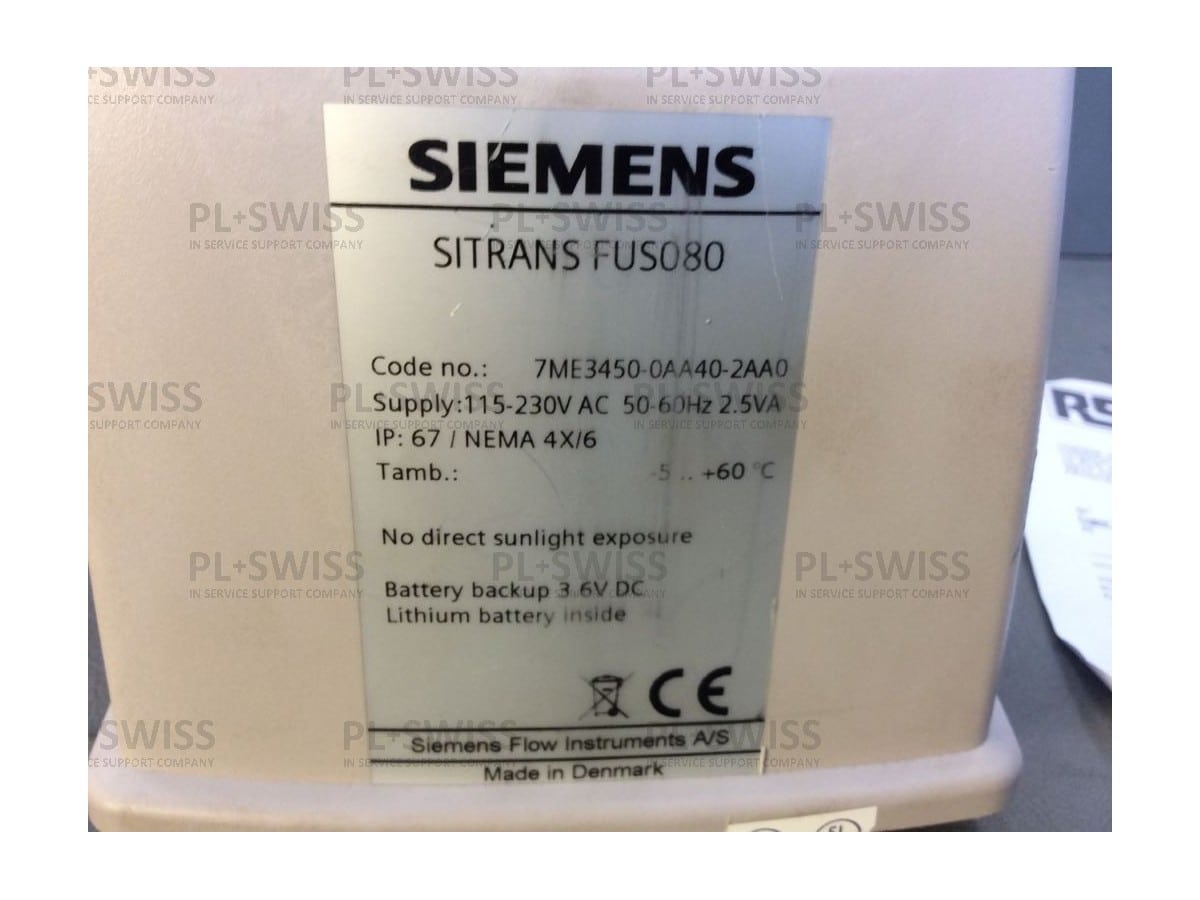 SIEMENS
SITRANS FUS080
Code no.: 7ME3450-0AA40-2AA0
Supply:115-230V AC 50-60Hz 2.5VA
IP: 67 / NEMA 4X/6
Tamb.: -5 .. +60 °C
No direct sunlight exposure
Battery backup 3.6V DC
Lithium battery inside
CE
Siemens Flow Instruments A/S
Made in Denmark
PL+SWISS
IN SERVICE SUPPORT COMPANY